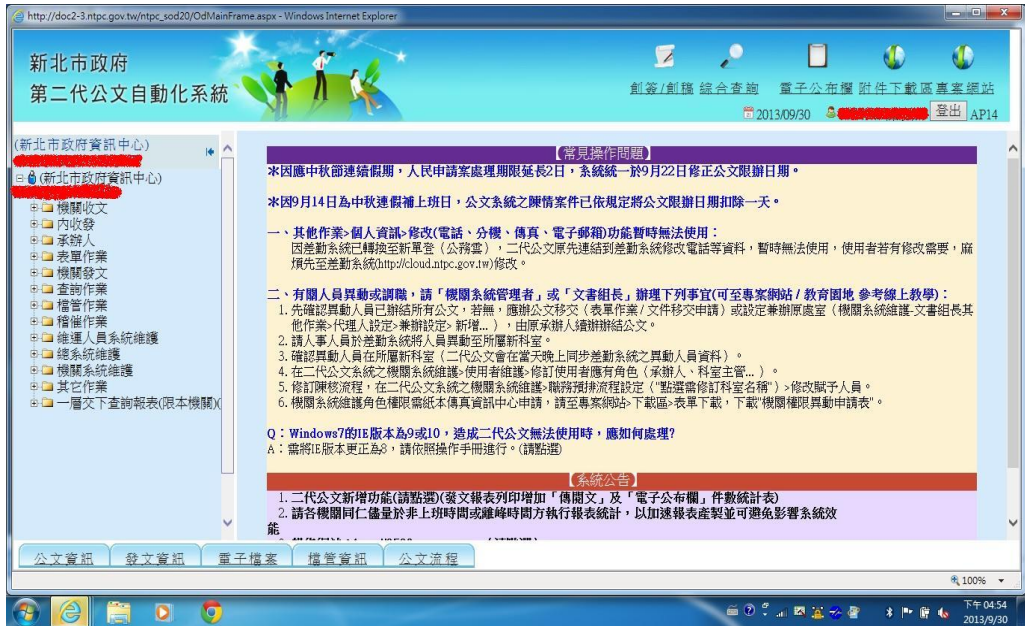 http://doc2-3.ntpc.gov.tw/ntpc_sod20/OdMainFrame.aspx - Windows Internet Explorer
新北市政府
第二代公文自動化系統
創簽/創稿 綜合查詢 電子公布欄 附件下載區 專案網站
2013/09/30 登出 AP14
(新北市政府資訊中心)
(新北市政府資訊中心)
機關收文
內收發
承辦人
表單作業
機關發文
查詢作業
檔管作業
稽催作業
維運人員系統維護
總系統維護
機關系統維護
其它作業
一層交下查詢報表(限本機關)(
【常見操作問題】
*因應中秋節連續假期,人民申請案處理期限延長2日,系統統一於9月22日修正公文限辦日期。
*因9月14日為中秋連假補上班日,公文系統之陳情案件已依規定將公文限辦日期扣除一天。
一、其他作業>個人資訊>修改(電話、分機、傳真、電子郵箱)功能暫時無法使用:
因差勤系統已轉換至新單登(公務雲),二代公文原先連結到差勤系統修改電話等資料,暫時無法使用,使用者若有修改需要,麻
煩先至差勤系統(http://cloud.ntpc.gov.tw)修改。
二、有關人員異動或調職,請「機關系統管理者」或「文書組長」辦理下列事宜(可至專案網站 / 教育園地 參考線上教學):
1. 先確認異動人員已辦結所有公文,若無,應辦公文移交(表單作業 / 文件移交申請)或設定兼辦原處室(機關系統維護-文書組長其
他作業>代理人設定>兼辦設定> 新增... ),由原承辦人續辦辦結公文。
2. 請人事人員於差勤系統將人員異動至所屬新科室。
3. 確認異動人員在所屬新科室(二代公文會在當天晚上同步差勤系統之異動人員資料)。
4. 在二代公文系統之機關系統維護>使用者維護>修訂使用者應有角色(承辦人、科室主管... )。
5. 修訂陳核流程,在二代公文系統之機關系統維護>職務預排流程設定("點選需修訂科室名稱")>修改賦予人員。
6. 機關系統維護角色權限需紙本傳真資訊中心申請,請至專案網站>下載區>表單下載,下載"機關權限異動申請表"。
Q:Windows7的IE版本為9或10,造成二代公文無法使用時,應如何處理?
A:需將IE版本更正為8,請依照操作手冊進行。(請點選)
【系統公告】
1. 二代公文新增功能(請點選)(發文報表列印增加「傳閱文」及「電子公布欄」件數統計表)
2. 請各機關同仁儘量於非上班時間或離峰時間方執行報表統計,以加速報表產製並可避免影響系統效
能
公文資訊 發文資訊 電子檔案 檔管資訊 公文流程
100%
下午 04:54
2013/9/30